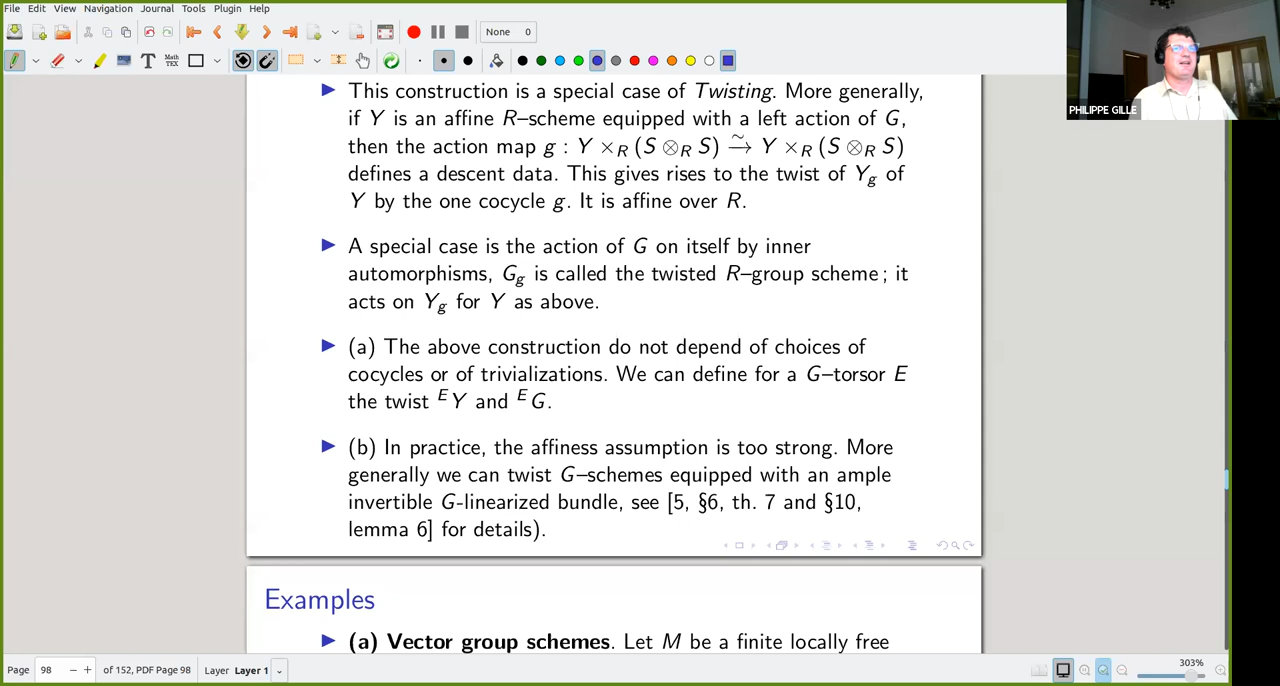 File Edit View Navigation Journal Tools Plugin Help
None 0
T Math TEX
PHILIPPE GILLE
▶ This construction is a special case of Twisting. More generally,
if Y is an affine R–scheme equipped with a left action of G,
then the action map g : Y ×_R (S ⊗_R S) ⥲ Y ×_R (S ⊗_R S)
defines a descent data. This gives rises to the twist of Y_g of
Y by the one cocycle g. It is affine over R.
▶ A special case is the action of G on itself by inner
automorphisms, G_g is called the twisted R–group scheme ; it
acts on Y_g for Y as above.
▶ (a) The above construction do not depend of choices of
cocycles or of trivializations. We can define for a G–torsor E
the twist ^E Y and ^E G.
▶ (b) In practice, the affiness assumption is too strong. More
generally we can twist G–schemes equipped with an ample
invertible G-linearized bundle, see [5, §6, th. 7 and §10,
lemma 6] for details).
Examples
▶ (a) Vector group schemes. Let M be a finite locally free
Page 98 − + of 152, PDF Page 98 Layer Layer 1 303%